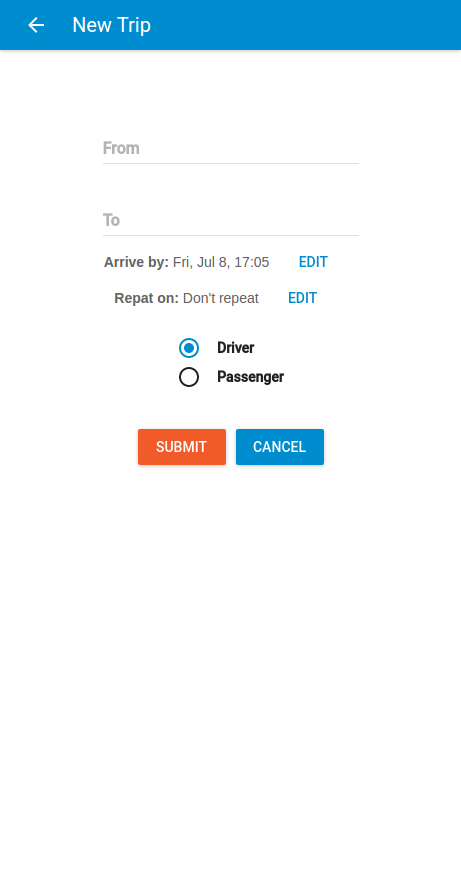 New Trip
From
To
Arrive by: Fri, Jul 8, 17:05 EDIT
Repat on: Don't repeat EDIT
Driver
Passenger
SUBMIT CANCEL